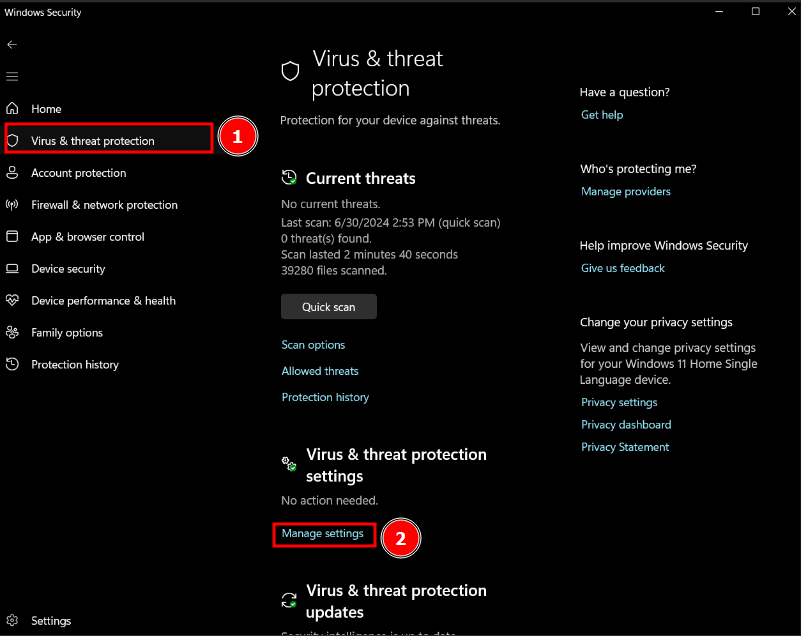 Windows Security
Home
Virus & threat protection
1
Account protection
Firewall & network protection
App & browser control
Device security
Device performance & health
Family options
Protection history
Settings
Virus & threat
protection
Protection for your device against threats.
Current threats
No current threats.
Last scan: 6/30/2024 2:53 PM (quick scan)
0 threat(s) found.
Scan lasted 2 minutes 40 seconds
39280 files scanned.
Quick scan
Scan options
Allowed threats
Protection history
Virus & threat protection
settings
No action needed.
Manage settings
2
Virus & threat protection
updates
Security intelligence is up to date.
Have a question?
Get help
Who's protecting me?
Manage providers
Help improve Windows Security
Give us feedback
Change your privacy settings
View and change privacy settings
for your Windows 11 Home Single
Language device.
Privacy settings
Privacy dashboard
Privacy Statement